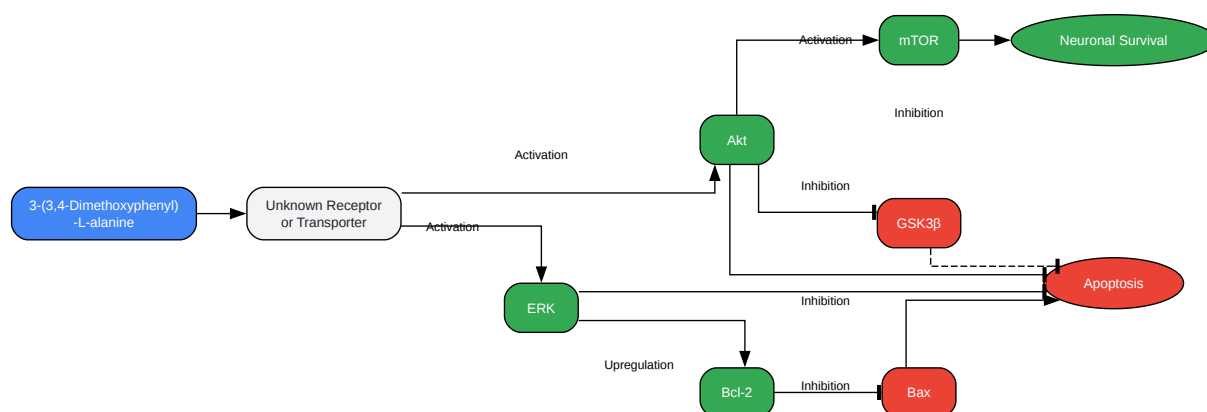 Activation
mTOR
Neuronal Survival
Inhibition
Akt
Activation
Inhibition
3-(3,4-Dimethoxyphenyl)
-L-alanine
Unknown Receptor
or Transporter
Activation
GSK3β
Apoptosis
Inhibition
ERK
Upregulation
Bcl-2
Inhibition
Bax